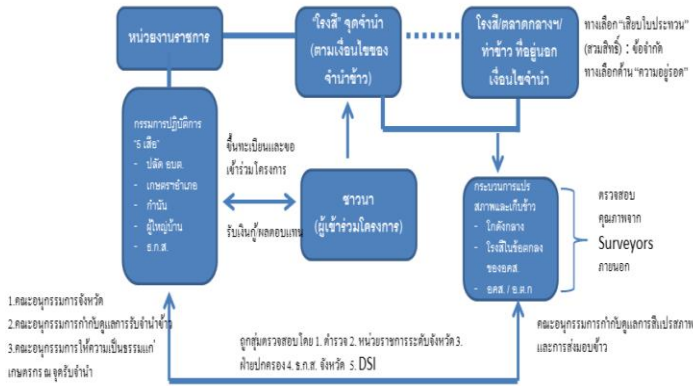 หน่วยงานราชการ
"โรงสี" จุดจำนำ
(ตามเงื่อนไขของ
จำนำข้าว)
โรงสี/ตลาดกลางฯ/
ท่าข้าว ที่อยู่นอก
เงื่อนไขจำนำ
ทางเลือก "เสียบใบประทวน"
(สวมสิทธิ์) : ข้อจำกัด
ทางเลือกด้าน "ความอยู่รอด"
กรรมการปฏิบัติการ
"5 เสือ"
- ปลัด อบต.
- เกษตรฯอำเภอ
- กำนัน
- ผู้ใหญ่บ้าน
- ธ.ก.ส.
ขึ้นทะเบียนและขอ
เข้าร่วมโครงการ
รับเงินกู้/ผลตอบแทน
ชาวนา
(ผู้เข้าร่วมโครงการ)
กระบวนการแปร
สภาพและเก็บข้าว
- โกดังกลาง
- โรงสีในข้อตกลง
ของอคส.
- อคส. / อ.ต.ก
ตรวจสอบ
คุณภาพจาก
Surveyors
ภายนอก
1.คณะอนุกรรมการจังหวัด
2.คณะอนุกรรมการกำกับดูแลการรับจำนำข้าว
3.คณะอนุกรรมการให้ความเป็นธรรมแก่
เกษตรกร ณ จุดรับจำนำ
ถูกสุ่มตรวจสอบโดย 1. ตำรวจ 2. หน่วยราชการระดับจังหวัด 3.
ฝ่ายปกครอง 4. ธ.ก.ส. จังหวัด 5. DSI
คณะอนุกรรมการกำกับดูแลการสีแปรสภาพ
และการส่งมอบข้าว